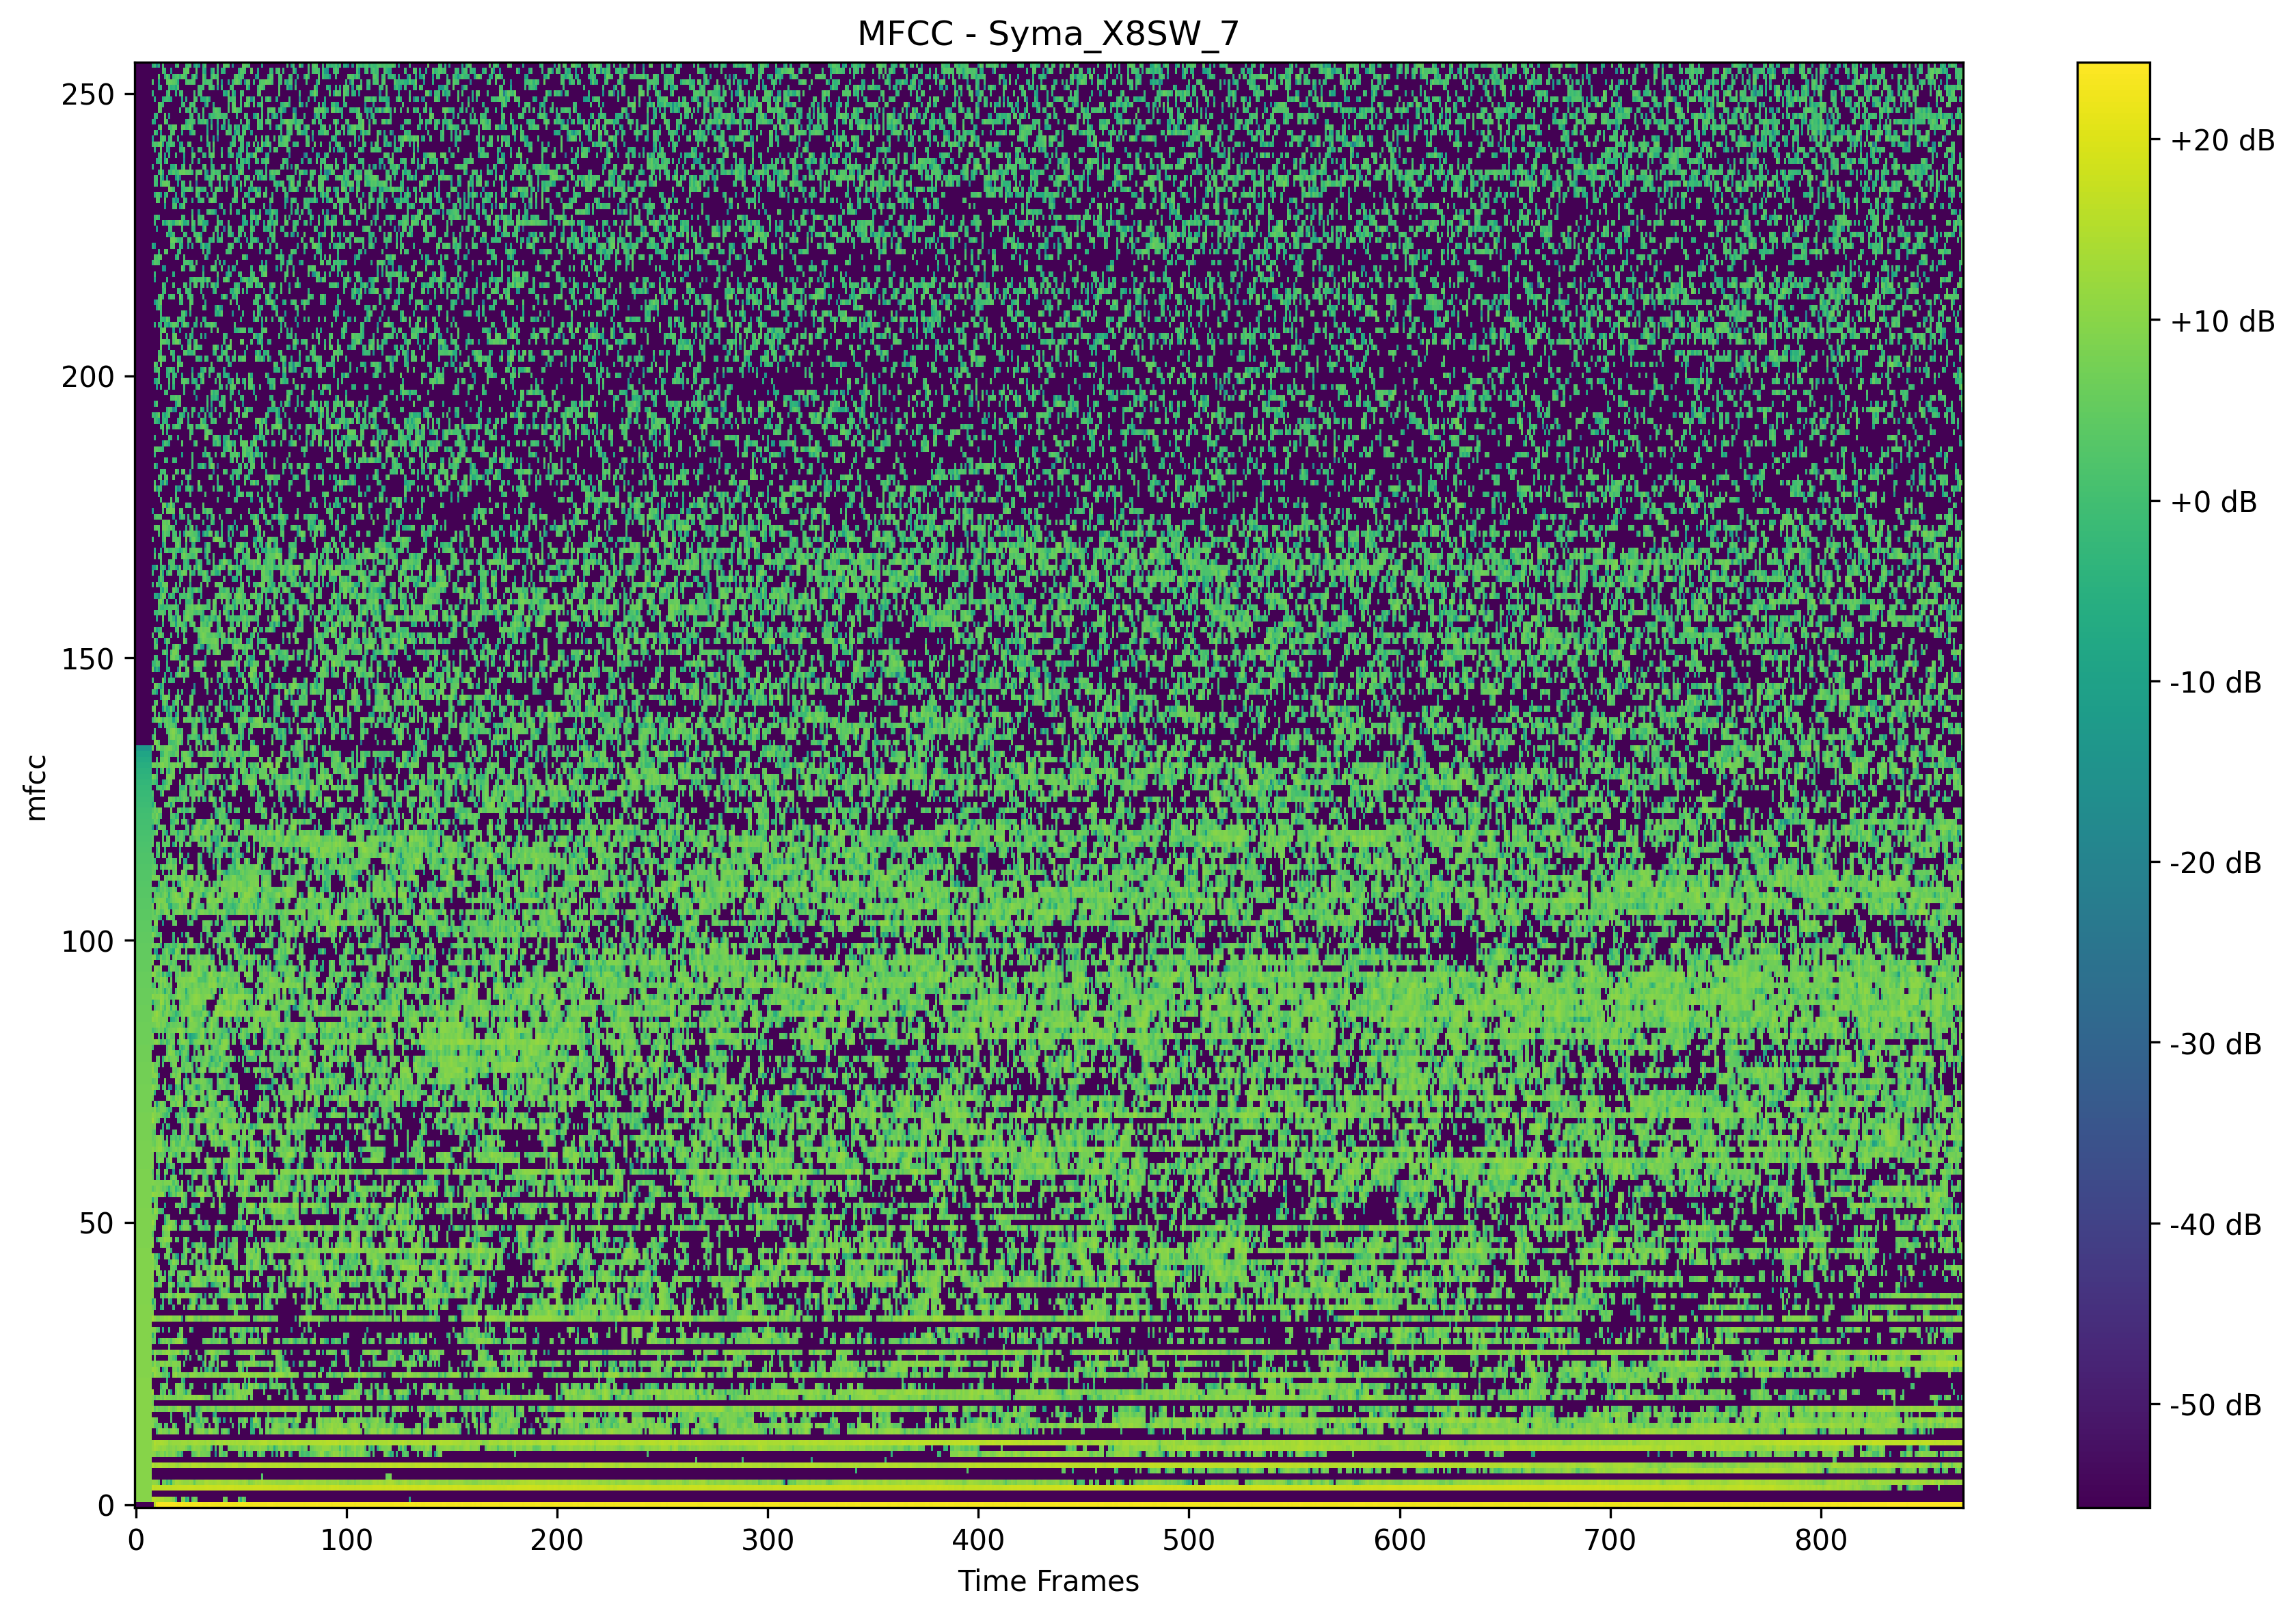 MFCC - Syma_X8SW_7
250
200
150
100
50
0
mfcc
0 100 200 300 400 500 600 700 800
Time Frames
+20 dB
+10 dB
+0 dB
-10 dB
-20 dB
-30 dB
-40 dB
-50 dB